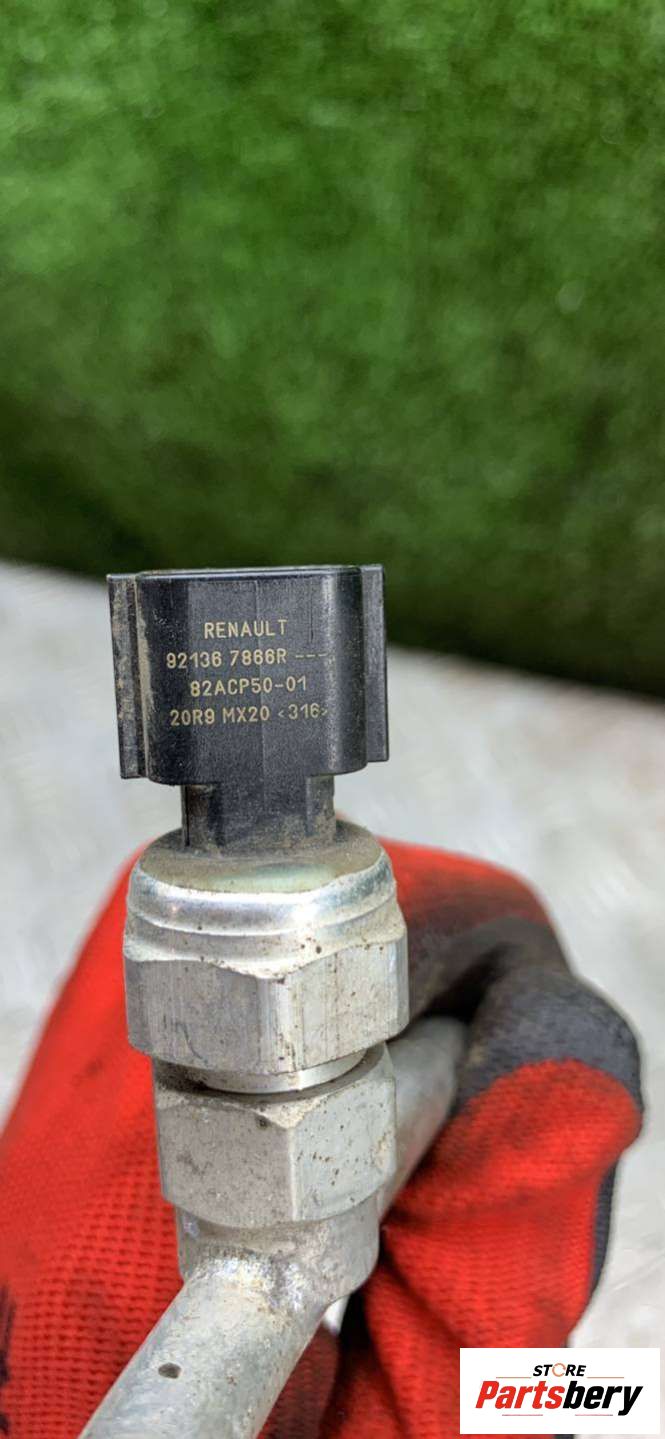 RENAULT
92136 7866R ---
82ACP50-01
20R9 MX20 <316>
STORE
Partsbery